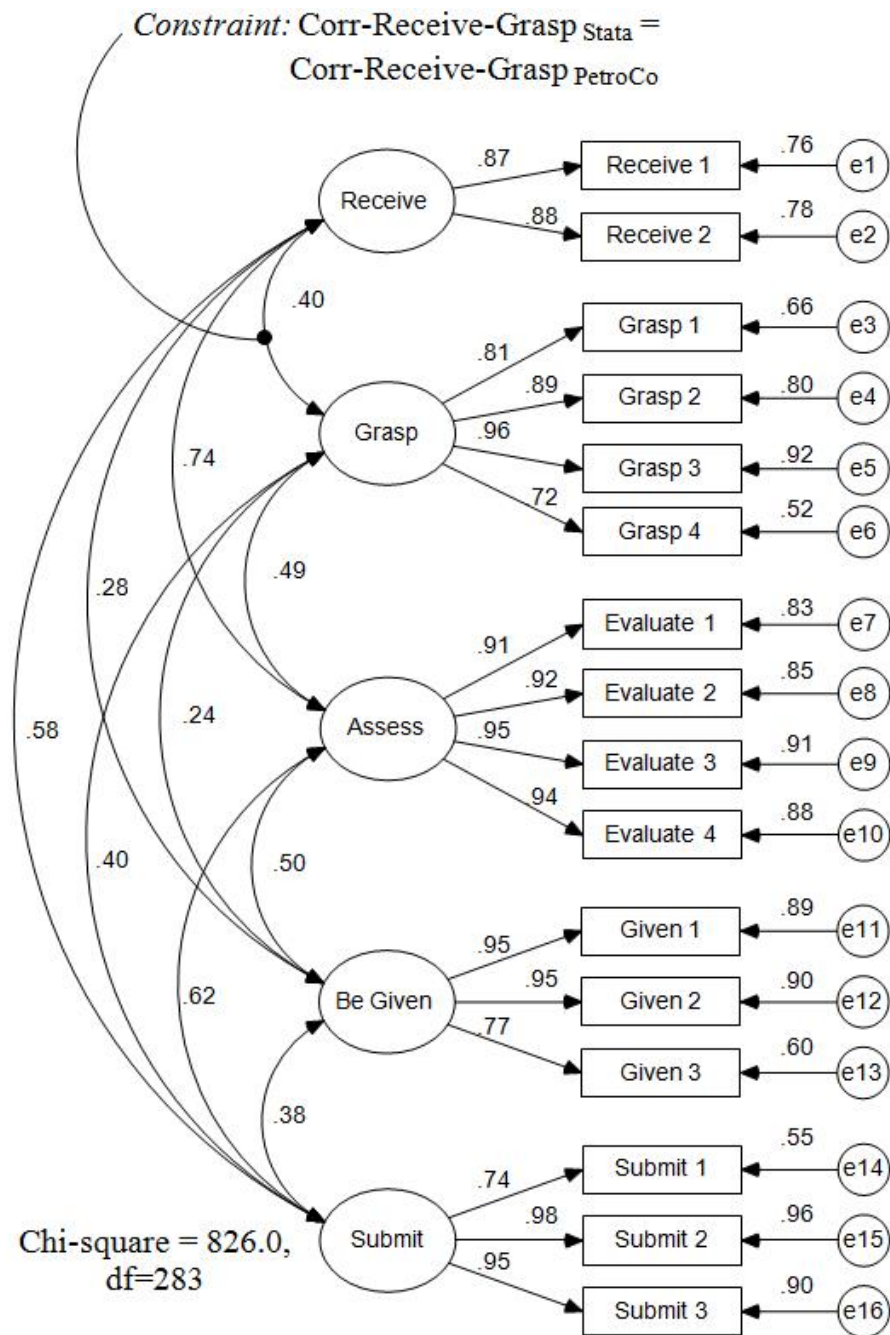 Constraint: Corr-Receive-Grasp Stata =
Corr-Receive-Grasp PetroCo
Receive
.87
.88
Receive 1
.76
e1
Receive 2
.78
e2
.40
Grasp
.81
.89
.96
.72
Grasp 1
.66
e3
Grasp 2
.80
e4
Grasp 3
.92
e5
Grasp 4
.52
e6
.74
.49
.28
.24
.58
Assess
.91
.92
.95
.94
Evaluate 1
.83
e7
Evaluate 2
.85
e8
Evaluate 3
.91
e9
Evaluate 4
.88
e10
.40
.50
.62
Be Given
.95
.95
.77
Given 1
.89
e11
Given 2
.90
e12
Given 3
.60
e13
.38
Submit
.74
.98
.95
Submit 1
.55
e14
Submit 2
.96
e15
Submit 3
.90
e16
Chi-square = 826.0,
df=283